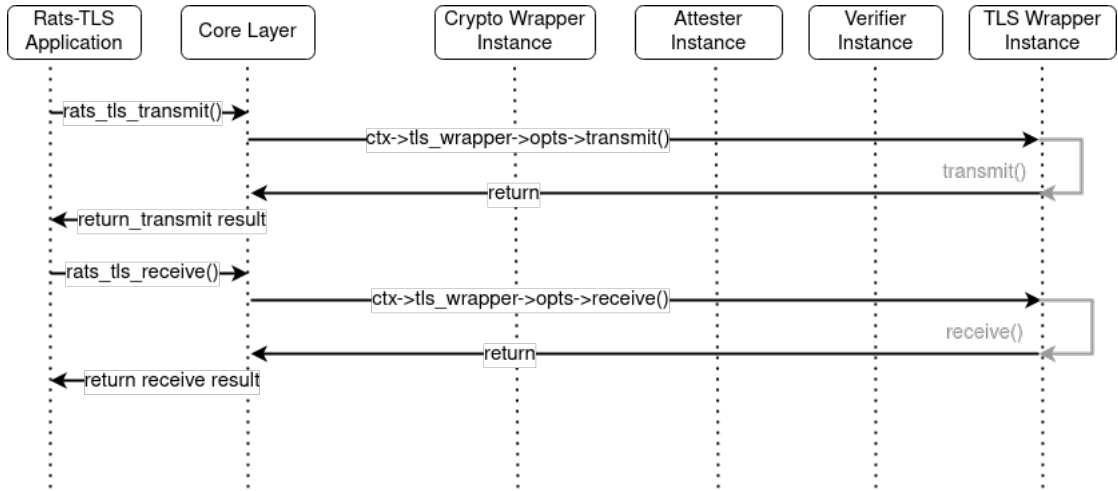 Rats-TLS
Application
Core Layer
Crypto Wrapper
Instance
Attester
Instance
Verifier
Instance
TLS Wrapper
Instance
rats_tls_transmit()
ctx->tls_wrapper->opts->transmit()
transmit()
return
return_transmit result
rats_tls_receive()
ctx->tls_wrapper->opts->receive()
receive()
return
return receive result